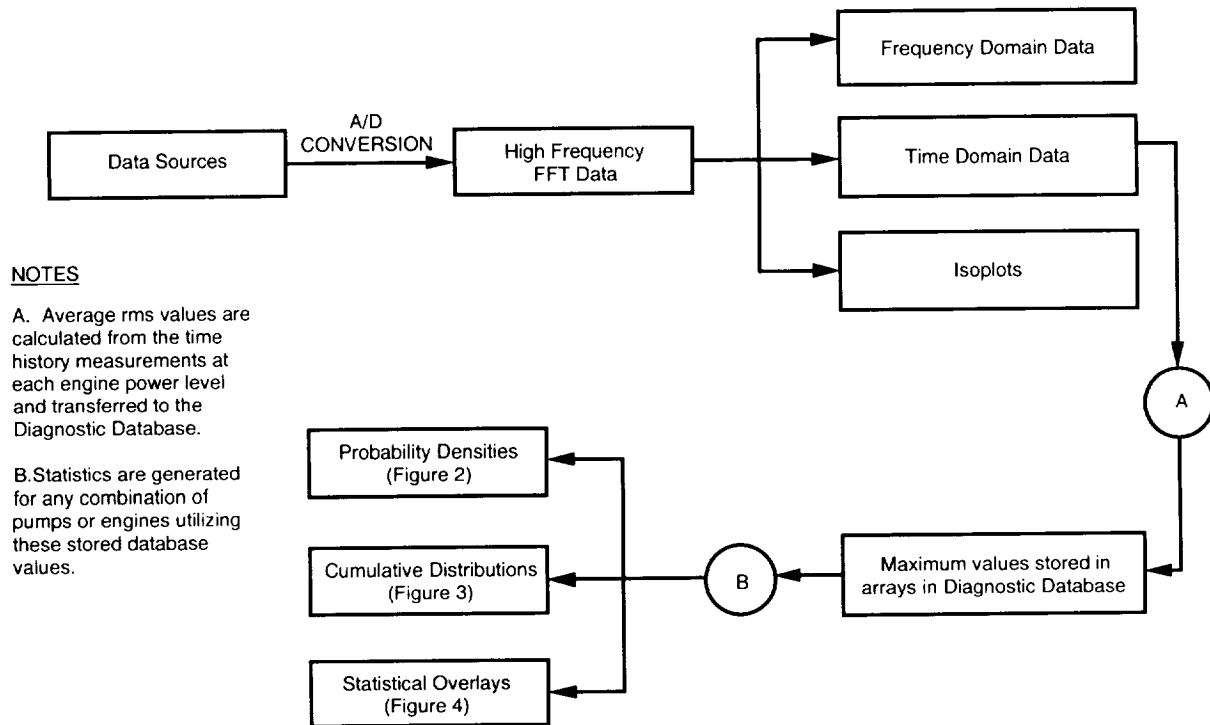 Frequency Domain Data
A/D
CONVERSION
Data Sources
High Frequency
FFT Data
Time Domain Data
Isoplots
NOTES
A. Average rms values are
calculated from the time
history measurements at
each engine power level
and transferred to the
Diagnostic Database.
B.Statistics are generated
for any combination of
pumps or engines utilizing
these stored database
values.
A
Probability Densities
(Figure 2)
Cumulative Distributions
(Figure 3)
B
Maximum values stored in
arrays in Diagnostic Database
Statistical Overlays
(Figure 4)